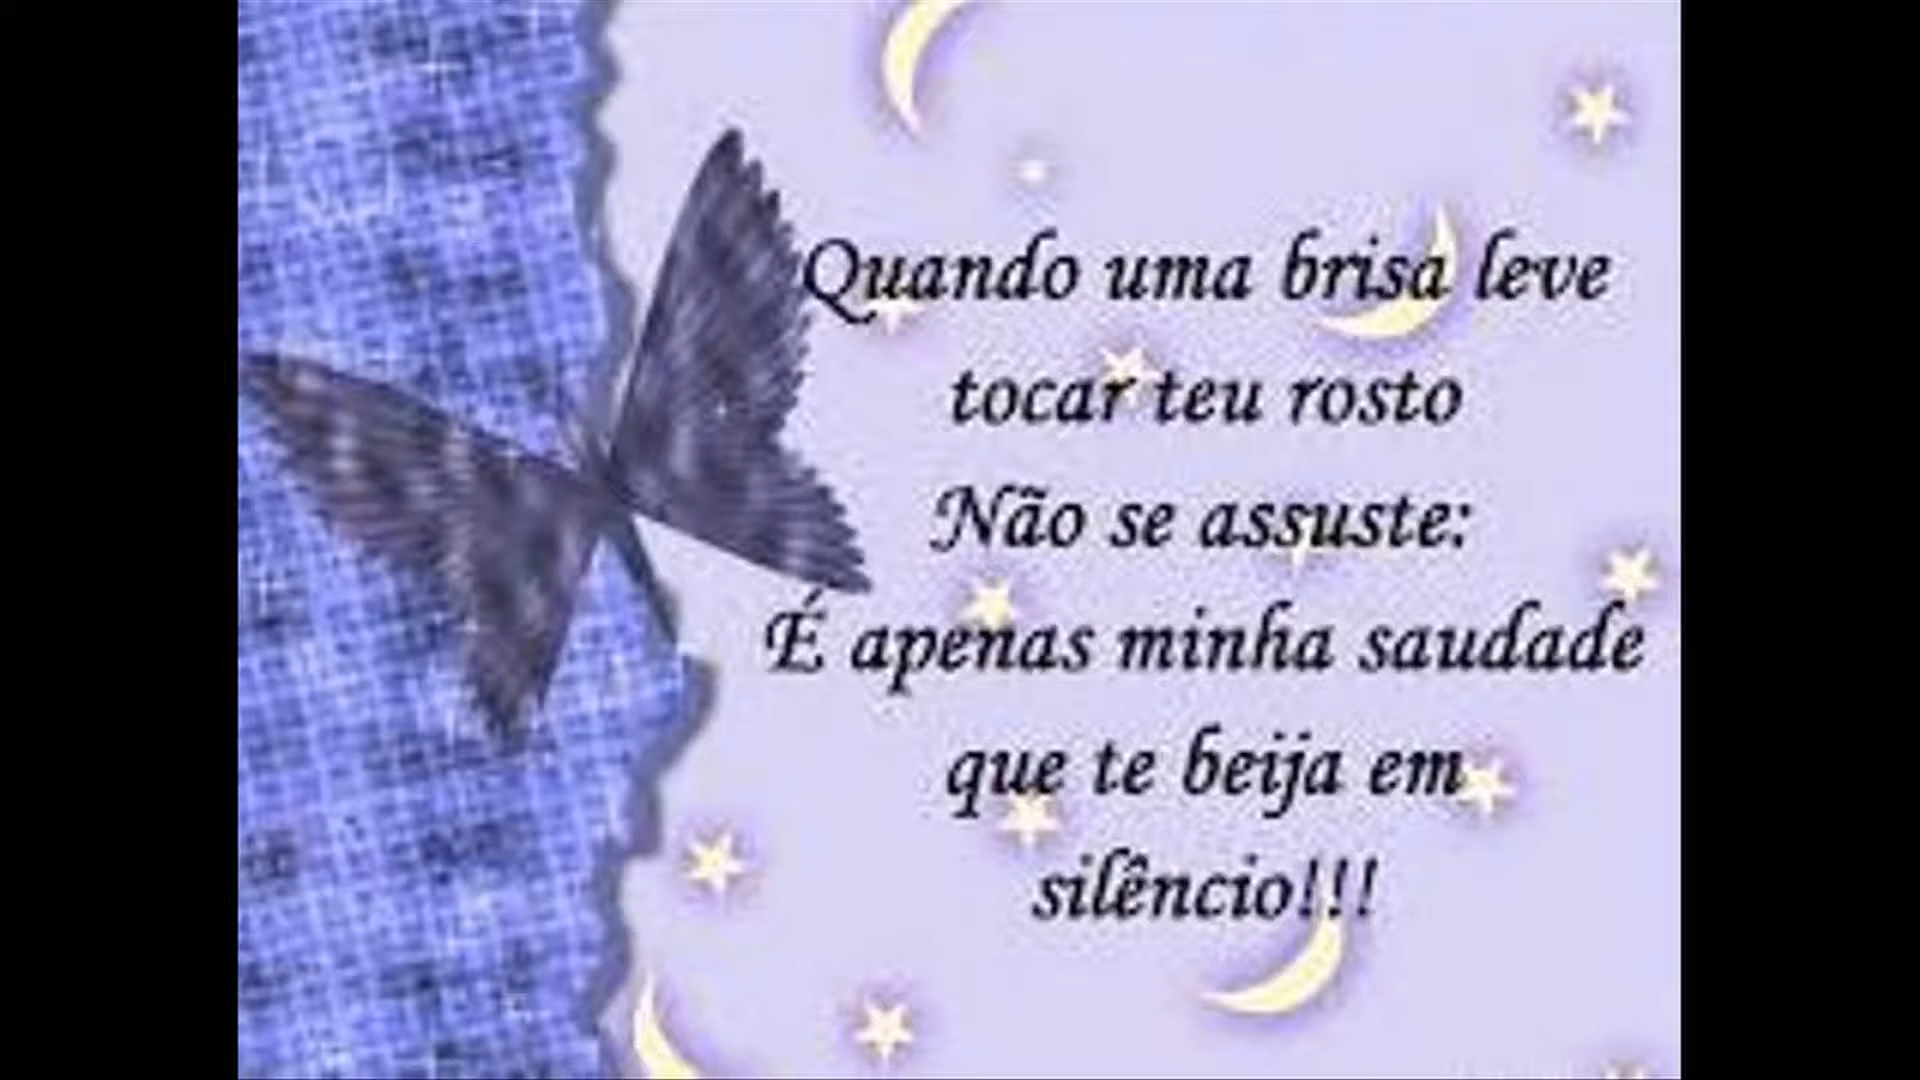 Quando uma brisa leve
tocar teu rosto
Não se assuste:
É apenas minha saudade
que te beija em
silêncio!!!